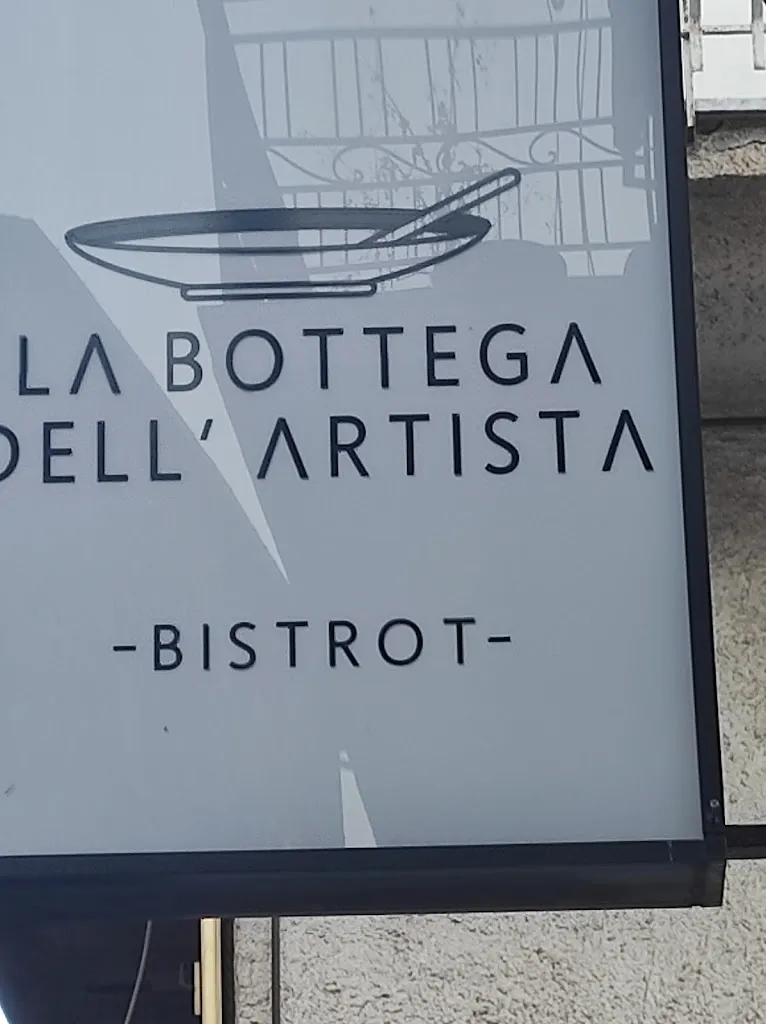 LA BOTTEGA
DELL' ARTISTA
-BISTROT-